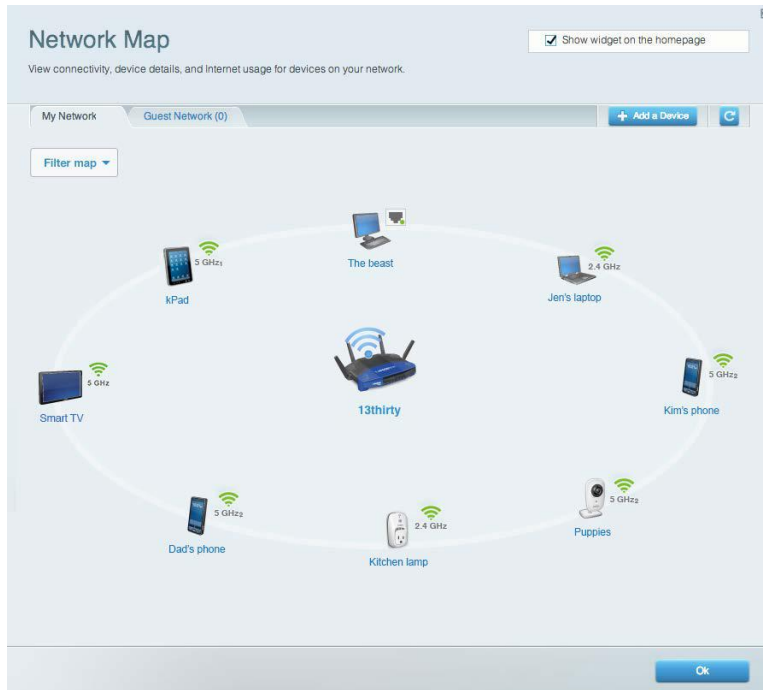 Network Map
Show widget on the homepage
View connectivity, device details, and Internet usage for devices on your network.
My Network
Guest Network (0)
Add a Device
Filter map
The beast
5 GHz1
kPad
2.4 GHz
Jen's laptop
5 GHz
Smart TV
13thirty
5 GHz2
Kim's phone
5 GHz2
Dad's phone
2.4 GHz
Kitchen lamp
5 GHz2
Puppies
Ok